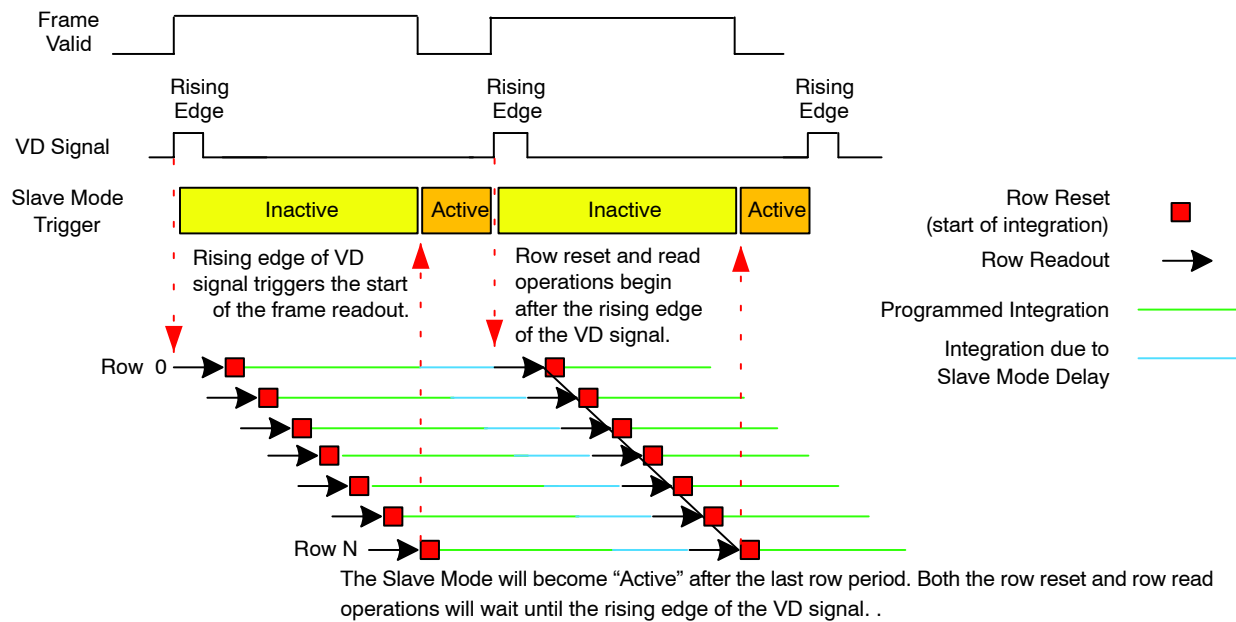 Frame
Valid
Rising
Edge
Rising
Edge
Rising
Edge
VD Signal
Slave Mode
Trigger
Inactive
Active
Inactive
Active
Row Reset
(start of integration)
Row Readout
Programmed Integration
Integration due to
Slave Mode Delay
Rising edge of VD
signal triggers the start
of the frame readout.
Row reset and read
operations begin
after the rising edge
of the VD signal.
Row 0
Row N
The Slave Mode will become “Active” after the last row period. Both the row reset and row read
operations will wait until the rising edge of the VD signal. .